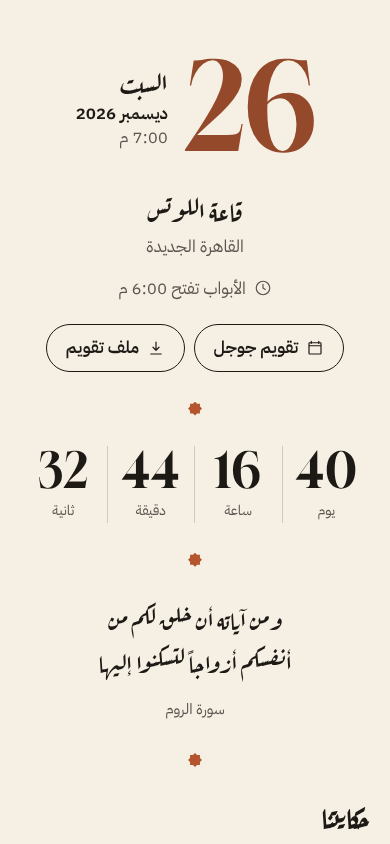 26
السبت
ديسمبر 2026
7:00 م
قاعة اللوتس
القاهرة الجديدة
الأبواب تفتح 6:00 م
تقويم جوجل
ملف تقويم
40 16 44 32
يوم ساعة دقيقة ثانية
ومن آياته أن خلق لكم من
أنفسكم أزواجاً لتسكنوا إليها
سورة الروم
حكايتنا